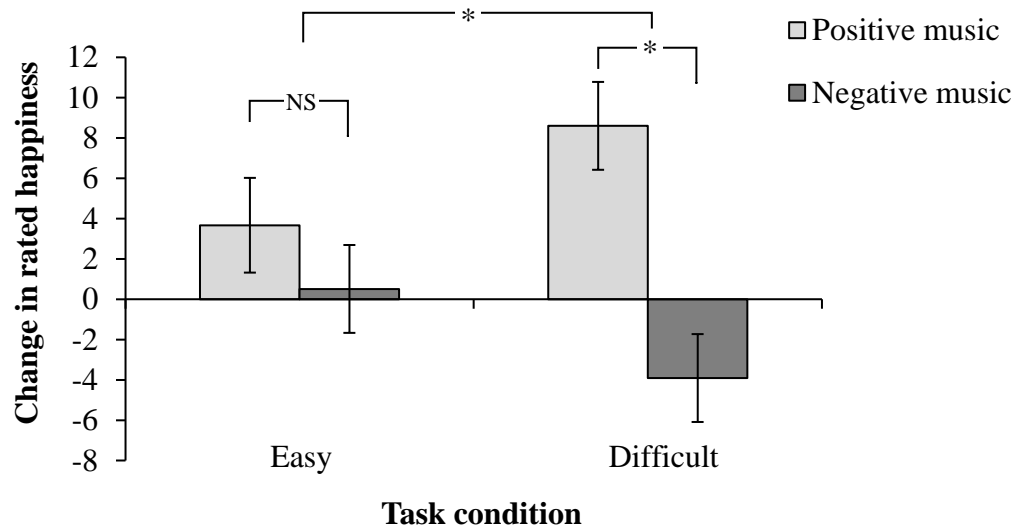 *
Positive music
Negative music
*
NS
Change in rated happiness
12
10
8
6
4
2
0
-2
-4
-6
-8
Easy
Difficult
Task condition